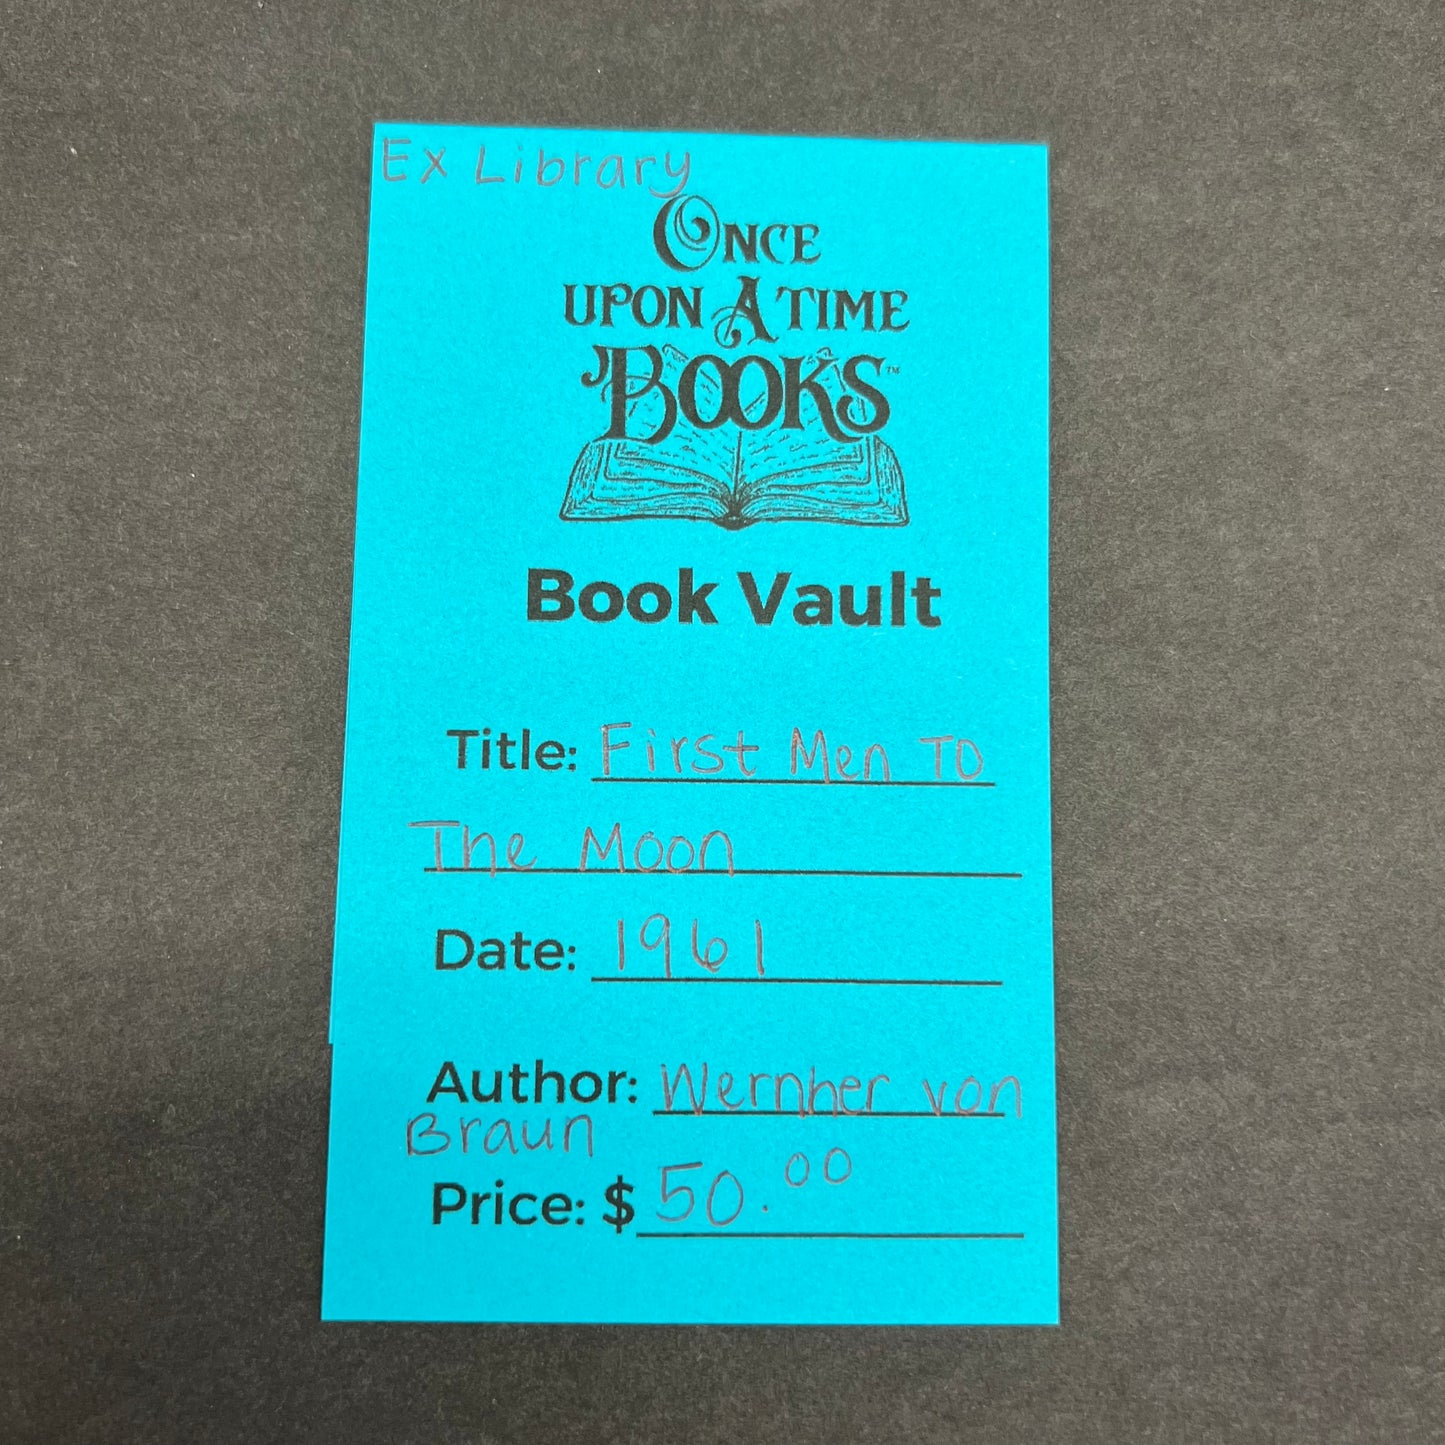 Ex Library
ONCE
UPON A TIME
BOOKS™
Book Vault
Title: First Men To
The Moon
Date: 1961
Author: Wernher von
Braun
Price: $ 50.00